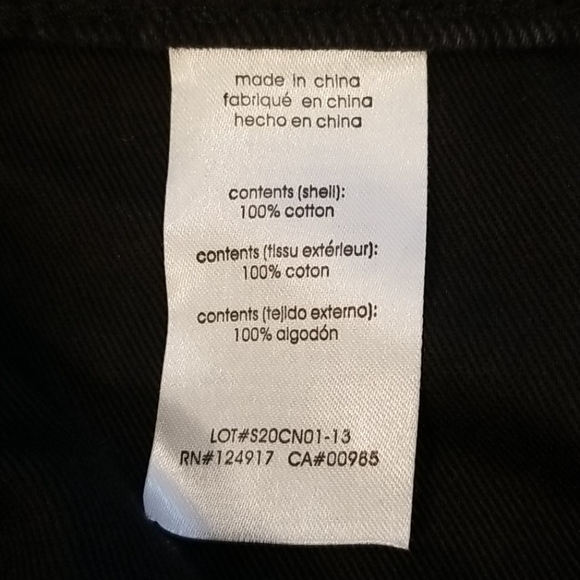 made in china
fabriqué en china
hecho en china
contents (shell):
100% cotton
contents (tissu extérieur):
100% coton
contents (tejido externo):
100% algodón
LOT#S20CN01-13
RN#124917 CA#00985